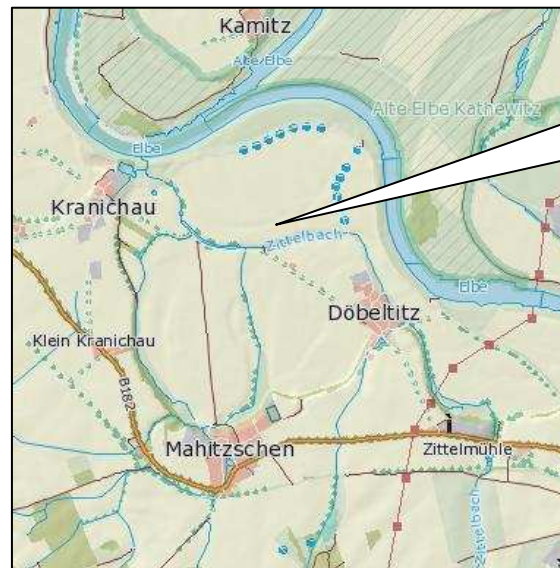 Kamitz
Alte Elbe
Alte Elbe Kathewitz
Elbe
Kranichau
Zittelbach
Elbe
Döbeltitz
Klein Kranichau
B182
Mahitzschen
Zittelmühle
Zittelbach